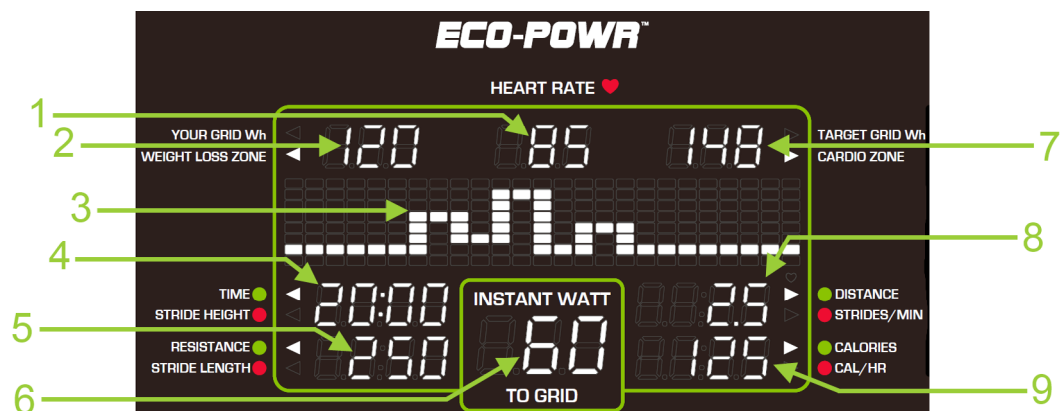 ECO-POWR™
HEART RATE
1
YOUR GRID Wh
120
85
148
TARGET GRID Wh
2
WEIGHT LOSS ZONE
CARDIO ZONE
7
3
4
8
TIME
20:00
INSTANT WATT
2.5
DISTANCE
STRIDE HEIGHT
STRIDES/MIN
5
RESISTANCE
250
60
125
CALORIES
STRIDE LENGTH
CAL/HR
6
TO GRID
9